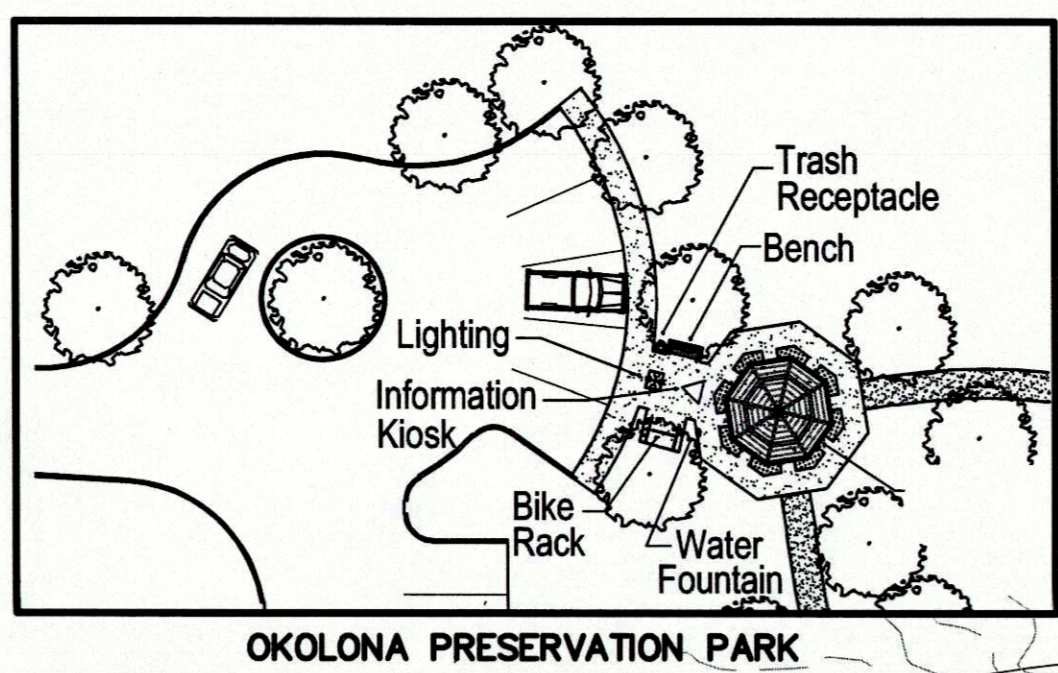 Trash
Receptacle
Bench
Lighting
Information
Kiosk
Bike
Rack
Water
Fountain
OKOLONA PRESERVATION PARK